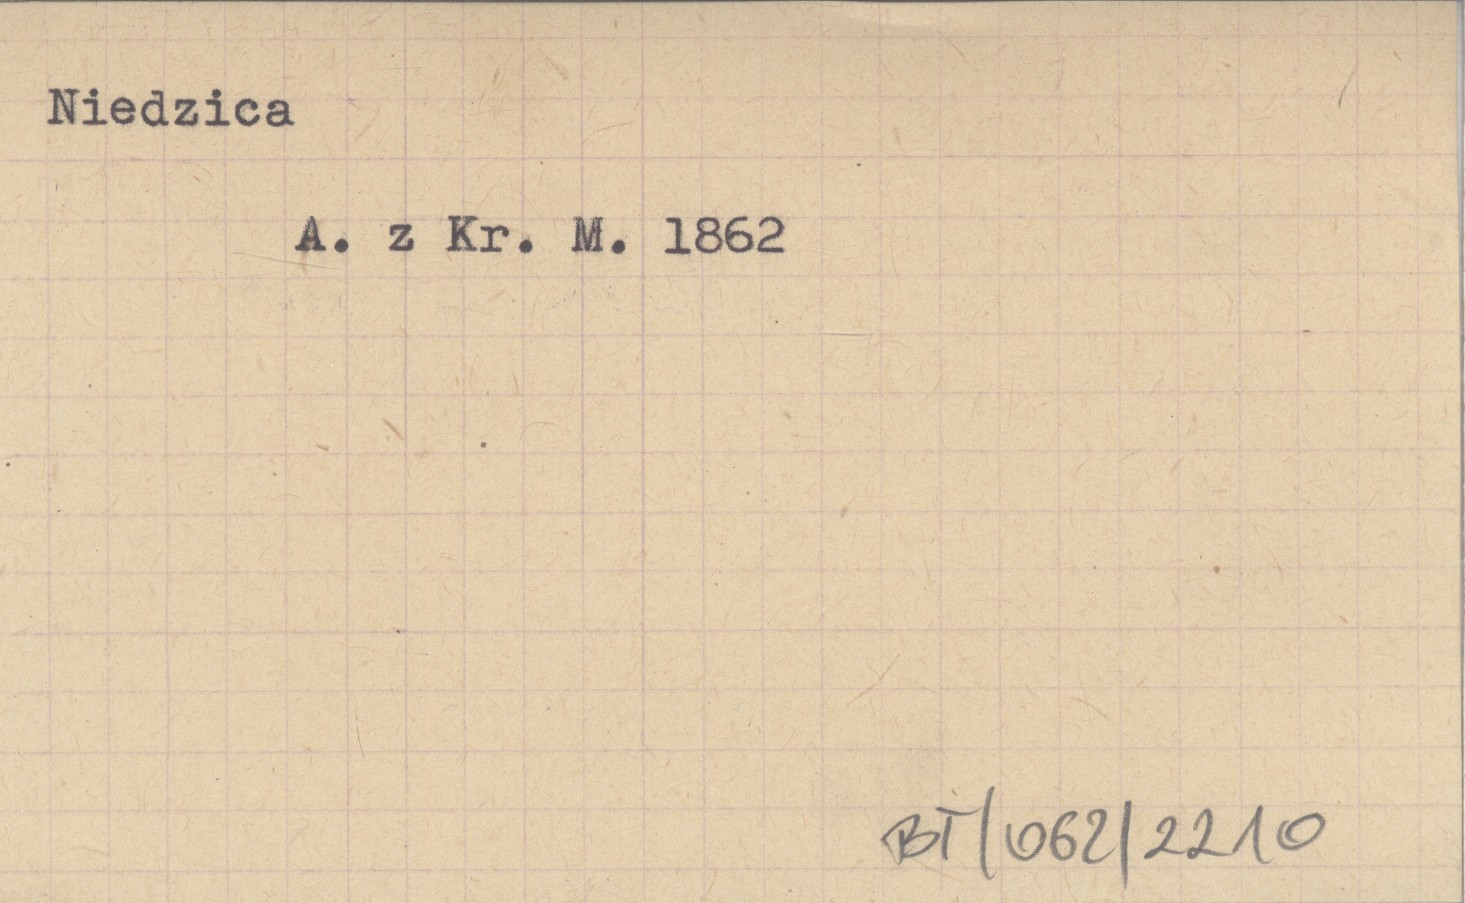 Niedzica
A. z Kr. M. 1862
BT/062/2210